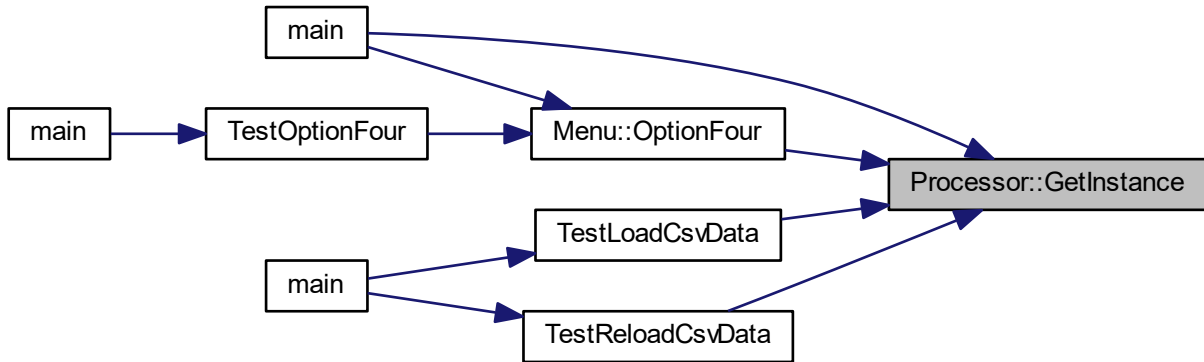 main
main
TestOptionFour
Menu::OptionFour
Processor::GetInstance
TestLoadCsvData
main
TestReloadCsvData